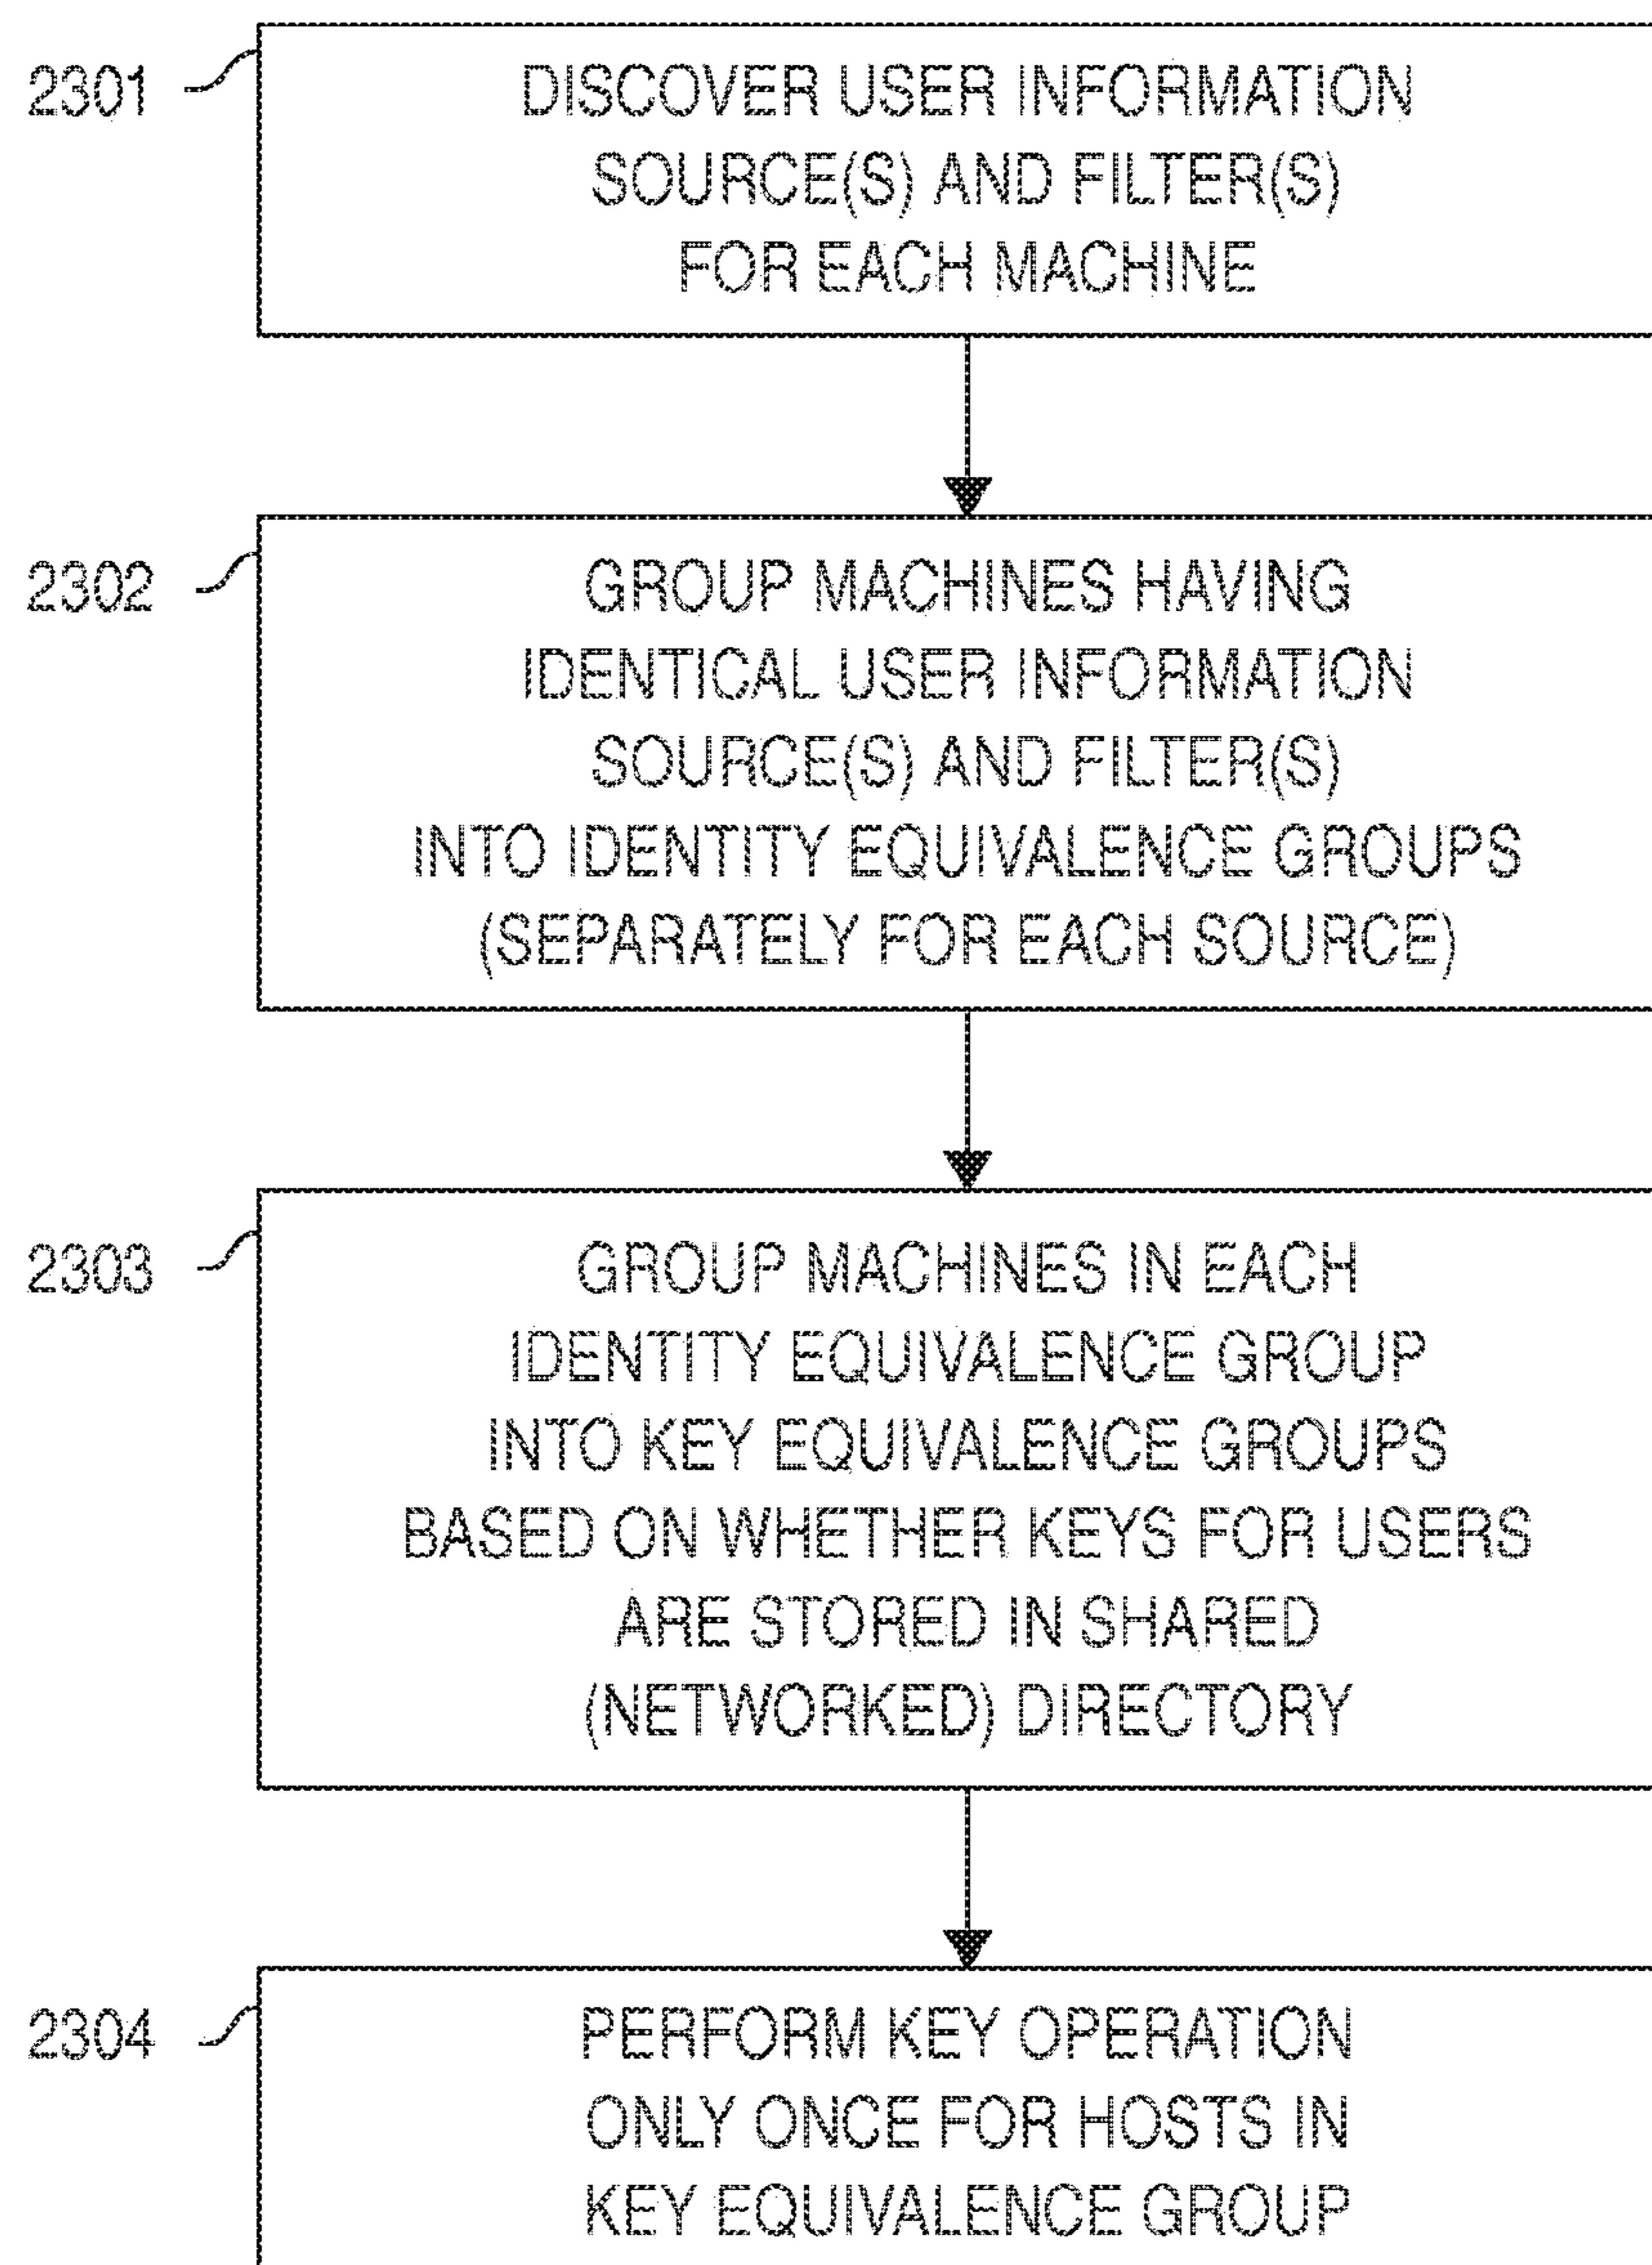 2301
DISCOVER USER INFORMATION
SOURCE(S) AND FILTER(S)
FOR EACH MACHINE
2302
GROUP MACHINES HAVING
IDENTICAL USER INFORMATION
SOURCE(S) AND FILTER(S)
INTO IDENTITY EQUIVALENCE GROUPS
(SEPARATELY FOR EACH SOURCE)
2303
GROUP MACHINES IN EACH
IDENTITY EQUIVALENCE GROUP
INTO KEY EQUIVALENCE GROUPS
BASED ON WHETHER KEYS FOR USERS
ARE STORED IN SHARED
(NETWORKED) DIRECTORY
2304
PERFORM KEY OPERATION
ONLY ONCE FOR HOSTS IN
KEY EQUIVALENCE GROUP